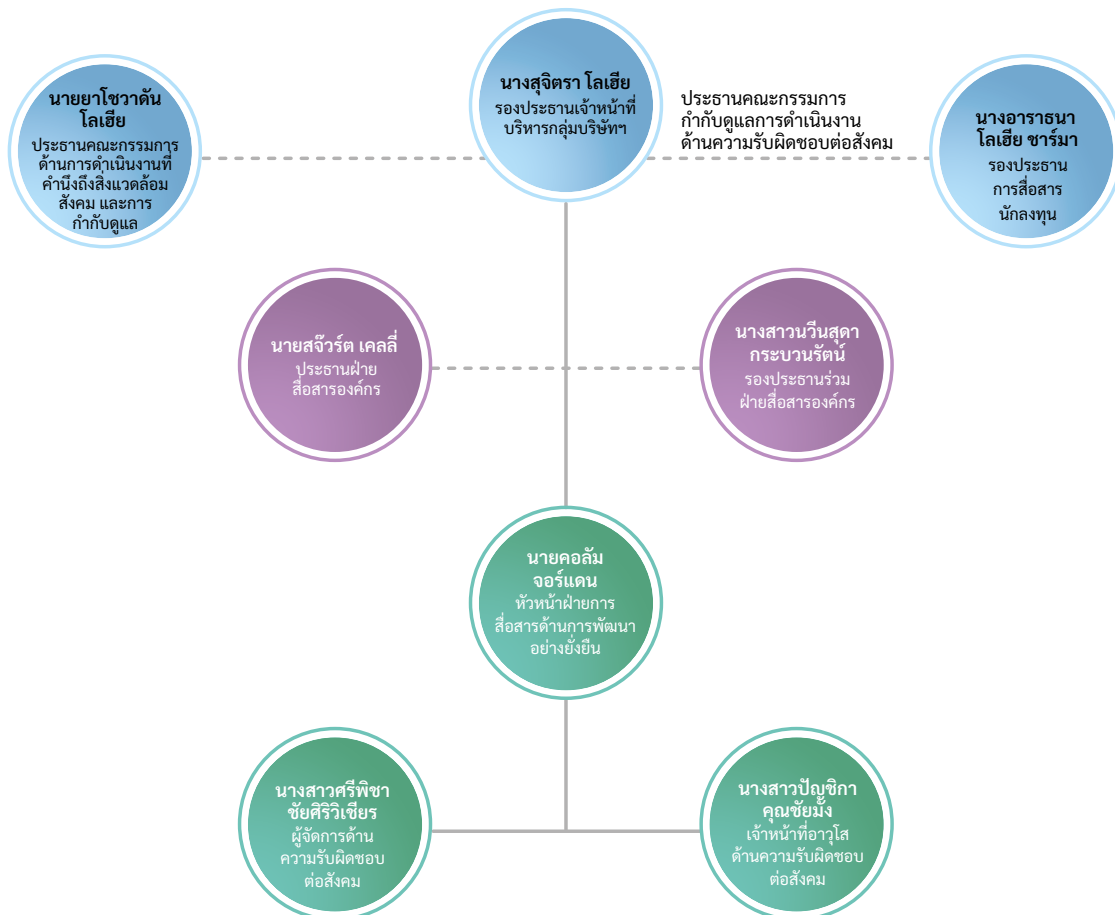 นายยาโชวาดัน
โลเฮีย
ประธานคณะกรรมการ
ด้านการดำเนินงานที่
คำนึงถึงสิ่งแวดล้อม
สังคม และการ
กำกับดูแล
นางสุจิตรา โลเฮีย
รองประธานเจ้าหน้าที่
บริหารกลุ่มบริษัทฯ
ประธานคณะกรรมการ
กำกับดูแลการดำเนินงาน
ด้านความรับผิดชอบต่อสังคม
นางอาราธนา
โลเฮีย ชาร์มา
รองประธาน
การสื่อสาร
นักลงทุน
นายสจ๊วร์ต เคลลี่
ประธานฝ่าย
สื่อสารองค์กร
นางสาวนวีนสุดา
กระบวนรัตน์
รองประธานร่วม
ฝ่ายสื่อสารองค์กร
นายคอลัม
จอร์แดน
หัวหน้าฝ่ายการ
สื่อสารด้านการพัฒนา
อย่างยั่งยืน
นางสาวศรีพิชา
ชัยศิริวิเชียร
ผู้จัดการด้าน
ความรับผิดชอบ
ต่อสังคม
นางสาวปัญชิกา
คุณชัยมัง
เจ้าหน้าที่อาวุโส
ด้านความรับผิดชอบ
ต่อสังคม